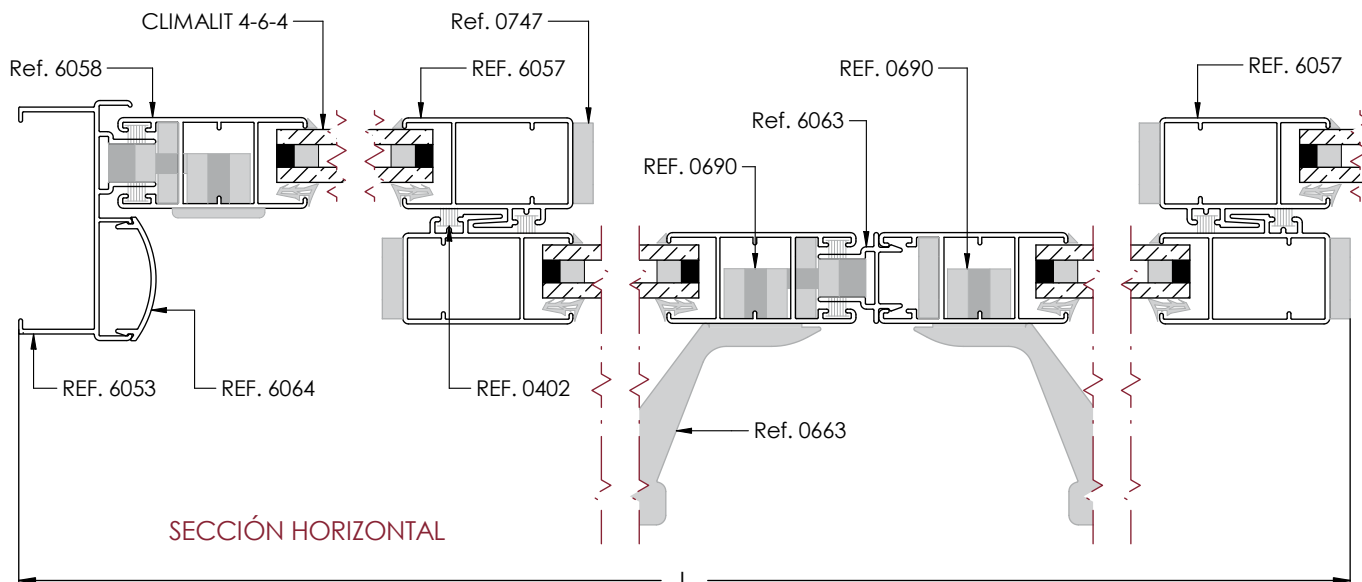 CLIMALIT 4-6-4
Ref. 0747
Ref. 6058
REF. 6057
REF. 0690
REF. 6057
Ref. 6063
REF. 0690
REF. 6053
REF. 6064
REF. 0402
Ref. 0663
SECCIÓN HORIZONTAL